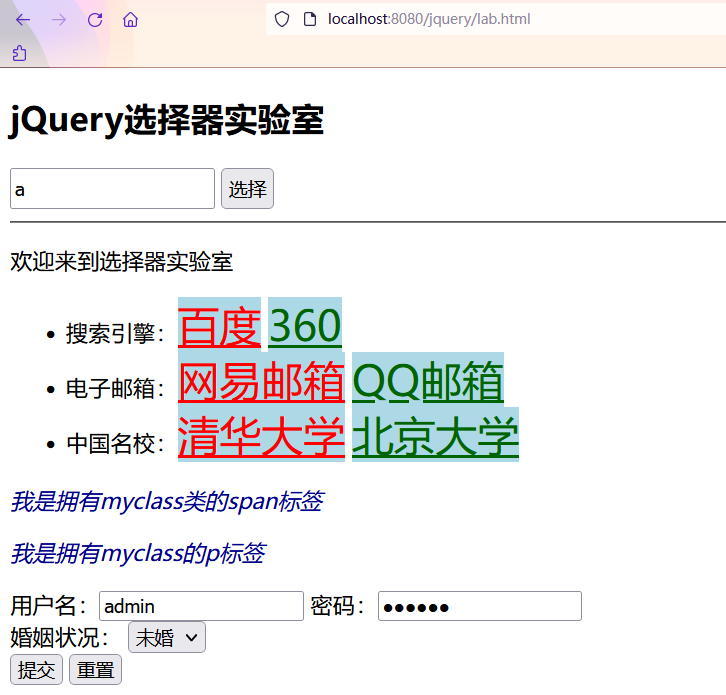 localhost:8080/jquery/lab.html
jQuery选择器实验室
a 选择
欢迎来到选择器实验室
• 搜索引擎：百度 360
• 电子邮箱：网易邮箱 QQ邮箱
• 中国名校：清华大学 北京大学
我是拥有myclass类的span标签
我是拥有myclass的p标签
用户名：admin 密码：●●●●●●
婚姻状况： 未婚
提交 重置